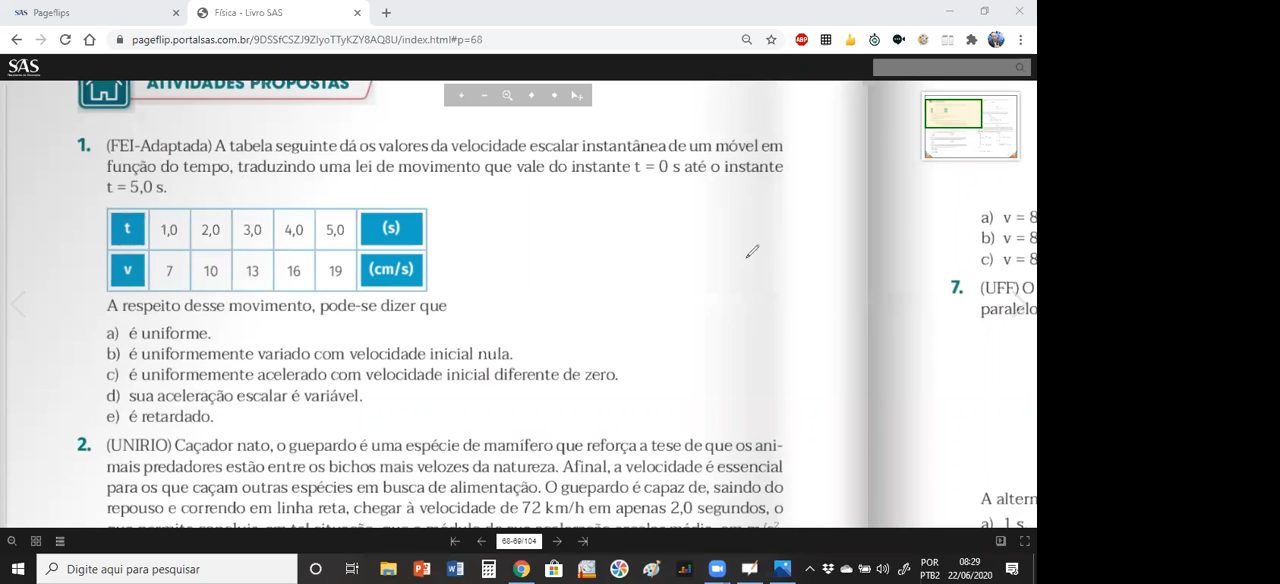 SAS Pageflips
Física - Livro SAS
pageflip.portalsas.com.br/9DSSfCSZJ9ZIyoTTyKZY8AQ8U/index.html#p=68
SAS
ATIVIDADES PROPOSTAS
1. (FEI-Adaptada) A tabela seguinte dá os valores da velocidade escalar instantânea de um móvel em
função do tempo, traduzindo uma lei de movimento que vale do instante t = 0 s até o instante
t = 5,0 s.
t 1,0 2,0 3,0 4,0 5,0 (s)
v 7 10 13 16 19 (cm/s)
A respeito desse movimento, pode-se dizer que
a) é uniforme.
b) é uniformemente variado com velocidade inicial nula.
c) é uniformemente acelerado com velocidade inicial diferente de zero.
d) sua aceleração escalar é variável.
e) é retardado.
2. (UNIRIO) Caçador nato, o guepardo é uma espécie de mamífero que reforça a tese de que os ani-
mais predadores estão entre os bichos mais velozes da natureza. Afinal, a velocidade é essencial
para os que caçam outras espécies em busca de alimentação. O guepardo é capaz de, saindo do
repouso e correndo em linha reta, chegar à velocidade de 72 km/h em apenas 2,0 segundos, o
a) v = 8
b) v = 8
c) v = 8
7. (UFF) O
paralelo
A altern
a) 1 s
68-69/104
Digite aqui para pesquisar
POR
PTB2
08:29
22/06/2020